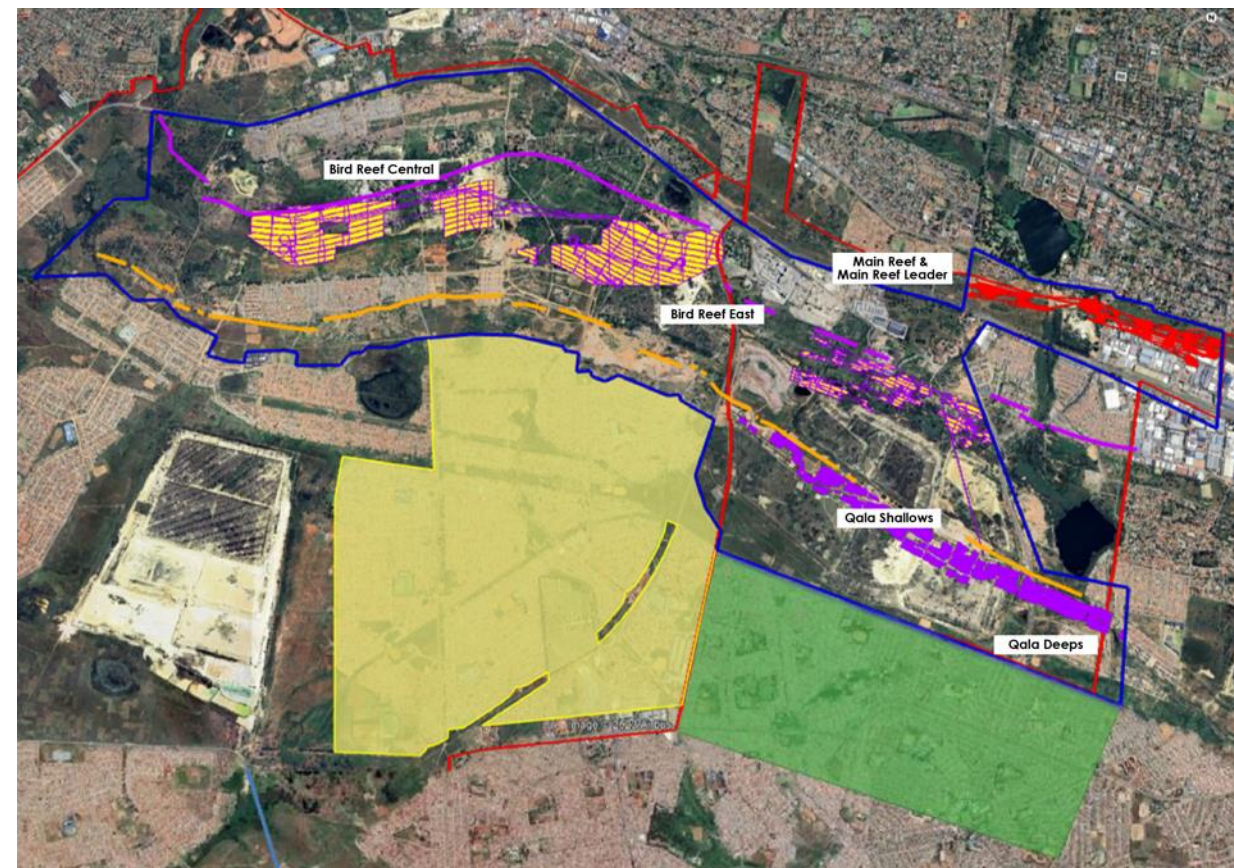 N
Bird Reef Central
Main Reef &
Main Reef Leader
Bird Reef East
Qala Shallows
Qala Deeps